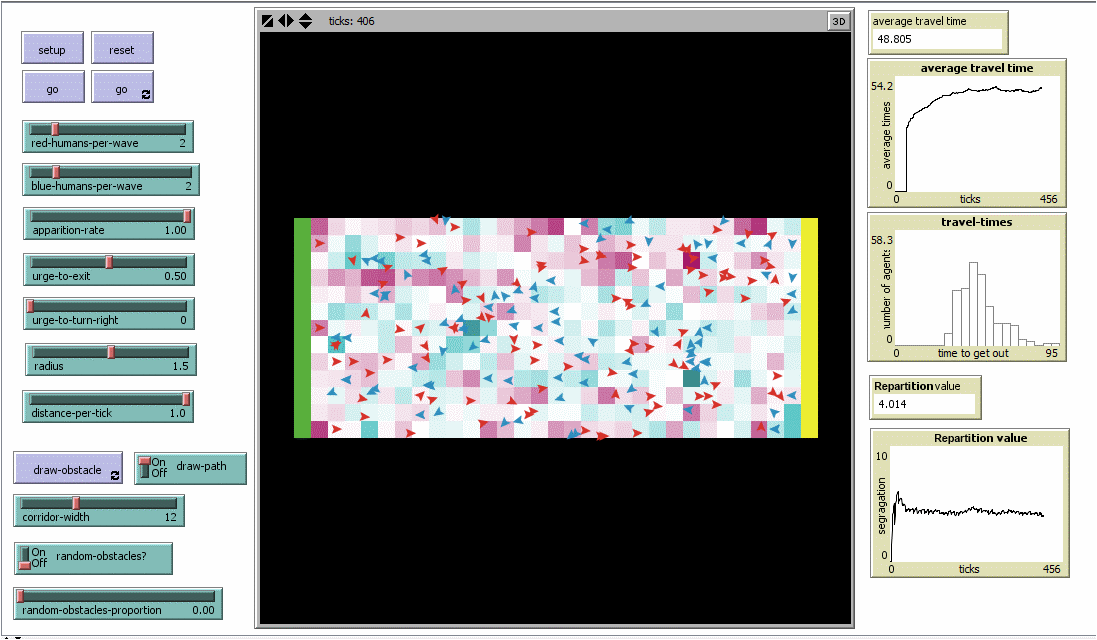 setup
reset
go
go
red-humans-per-wave 2
blue-humans-per-wave 2
apparition-rate 1.00
urge-to-exit 0.50
urge-to-turn-right 0
radius 1.5
distance-per-tick 1.0
draw-obstacle
On
Off
draw-path
corridor-width 12
On
Off
random-obstacles?
random-obstacles-proportion 0.00
ticks: 406
3D
average travel time
48.805
average travel time
54.2
average times
0
0 ticks 456
travel-times
58.3
number of agents
0
0 time to get out 95
Repartition value
4.014
Repartition value
10
segragation
0
0 ticks 456